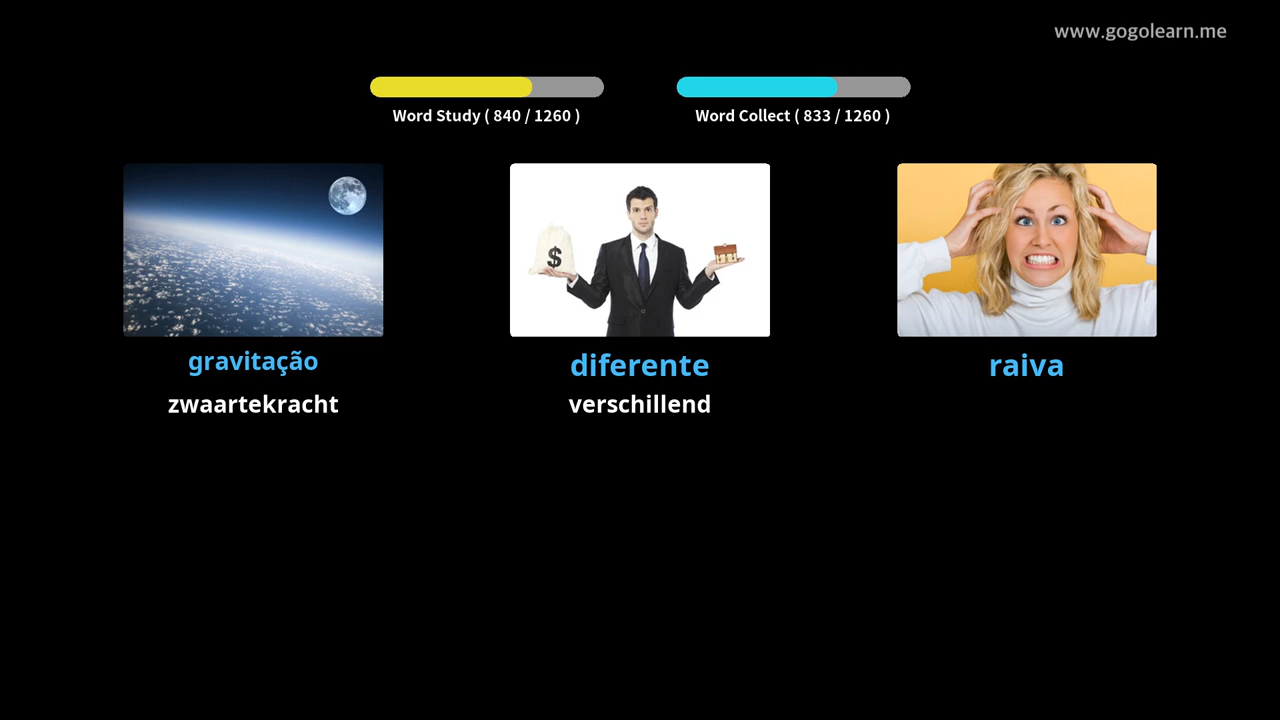 www.gogolearn.me
Word Study ( 840 / 1260 )
Word Collect ( 833 / 1260 )
$
gravitação
diferente
raiva
zwaartekracht
verschillend